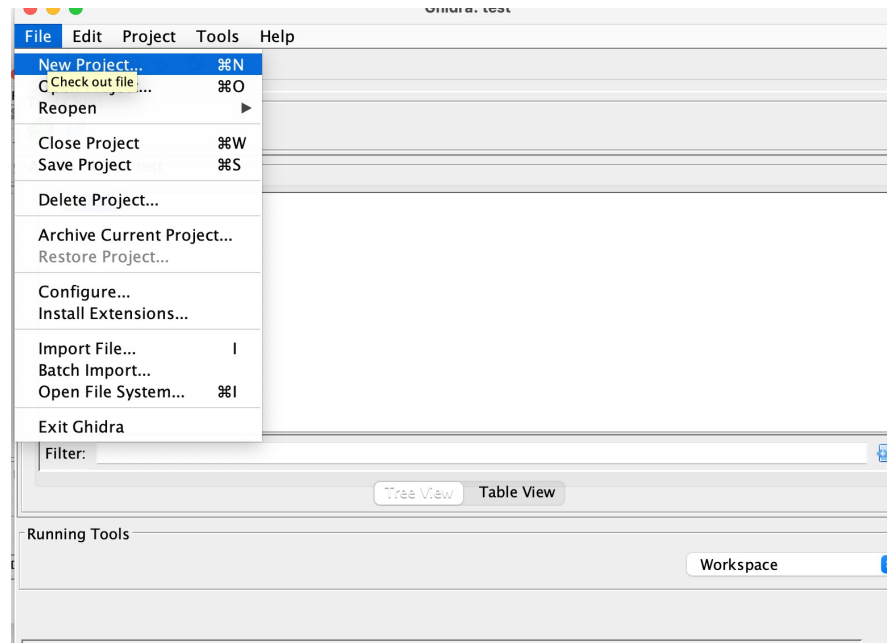 Ghidra: test
File Edit Project Tools Help
New Project... ⌘N
Check out file
... ⌘O
Reopen ▶
Close Project ⌘W
Save Project ⌘S
Delete Project...
Archive Current Project...
Restore Project...
Configure...
Install Extensions...
Import File... I
Batch Import...
Open File System... ⌘I
Exit Ghidra
Filter:
Tree View Table View
Running Tools
Workspace